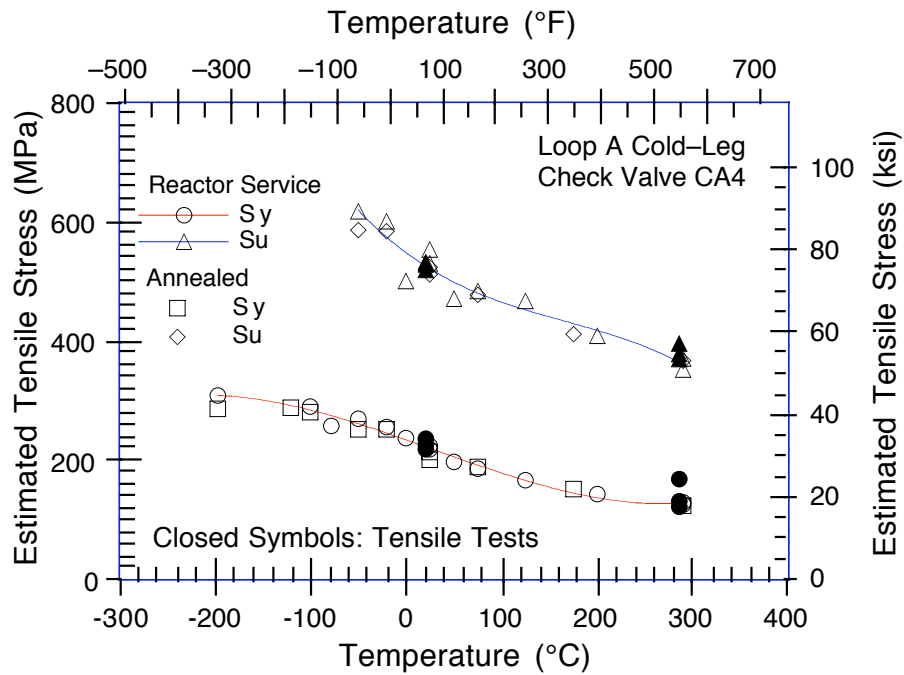 Temperature (°F)
–500 –300 –100 100 300 500 700
800
600
400
200
0
Estimated Tensile Stress (MPa)
Loop A Cold–Leg
Check Valve CA4
Reactor Service
Sy
Su
Annealed
Sy
Su
Closed Symbols: Tensile Tests
100
80
60
40
20
0
Estimated Tensile Stress (ksi)
-300 -200 -100 0 100 200 300 400
Temperature (°C)